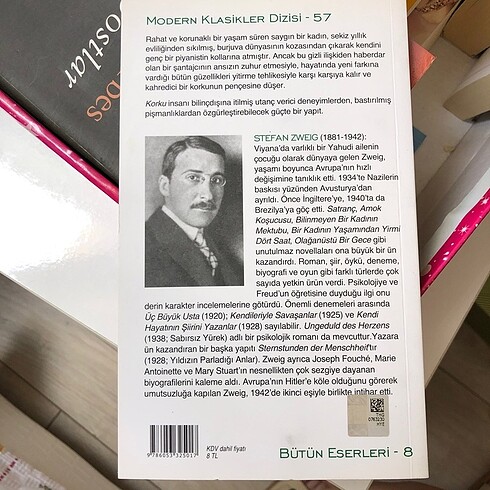 ostlar
bes
MODERN KLASİKLER DİZİSİ - 57
Rahat ve korunaklı bir yaşam süren saygın bir kadın, sekiz yıllık
evliliğinden sıkılmış, burjuva dünyasının kozasından çıkarak kendini
genç bir piyanistin kollarına atmıştır. Ancak bu gizli ilişkiden haberdar
olan bir şantajcının ansızın zuhur etmesiyle, hayatında yeni farkına
vardığı bütün güzellikleri yitirme tehlikesiyle karşı karşıya kalır ve
kahredici bir korkunun pençesine düşer.
Korku insanı bilinçdışına itilmiş utanç verici deneyimlerden, bastırılmış
pişmanlıklardan özgürleştirebilecek güçte bir yapıt.
STEFAN ZWEIG (1881-1942):
Viyana'da varlıklı bir Yahudi ailenin
çocuğu olarak dünyaya gelen Zweig,
yaşamı boyunca Avrupa'nın hızlı
değişimine tanıklık etti. 1934'te Nazilerin
baskısı yüzünden Avusturya'dan
ayrıldı. Önce İngiltere'ye, 1940'ta da
Brezilya'ya göç etti. Satranç, Amok
Koşucusu, Bilinmeyen Bir Kadının
Mektubu, Bir Kadının Yaşamından Yirmi
Dört Saat, Olağanüstü Bir Gece gibi
unutulmaz novellaları ona büyük bir ün
kazandırdı. Roman, şiir, öykü, deneme,
biyografi ve oyun gibi farklı türlerde çok
sayıda yetkin ürün verdi. Psikolojiye ve
Freud'un öğretisine duyduğu ilgi onu
derin karakter incelemelerine götürdü. Önemli denemeleri arasında
Üç Büyük Usta (1920); Kendileriyle Savaşanlar (1925) ve Kendi
Hayatının Şiirini Yazanlar (1928) sayılabilir. Ungeduld des Herzens
(1938; Sabırsız Yürek) adlı bir psikolojik romanı da mevcuttur.Yazara
ün kazandıran bir başka yapıtı Sternstunden der Menschheit'tır
(1928; Yıldızın Parladığı Anlar). Zweig ayrıca Joseph Fouché, Marie
Antoinette ve Mary Stuart'ın nesnellikten çok sezgiye dayanan
biyografilerini kaleme aldı. Avrupa'nın Hitler'e köle olduğunu görerek
umutsuzluğa kapılan Zweig, 1942'de ikinci eşiyle birlikte intihar etti.
9 786053 325017
KDV dahil fiyatı
8 TL
BÜTÜN ESERLERİ - 8